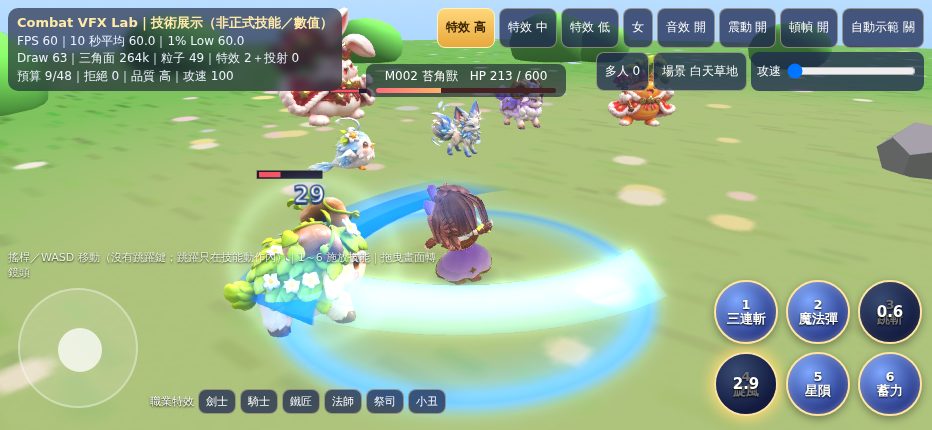 Combat VFX Lab｜技術展示（非正式技能／數值）
FPS 60｜10 秒平均 60.0｜1% Low 60.0
Draw 63｜三角面 264k｜粒子 49｜特效 2＋投射 0
預算 9/48｜拒絕 0｜品質 高｜攻速 100
特效 高
特效 中
特效 低
女
音效 開
震動 開
頓幀 開
自動示範 關
多人 0
場景 白天草地
攻速
M002 苔角獸 HP 213 / 600
29
搖桿／WASD 移動（沒有跳躍鍵；跳躍只在技能動作內）｜1~6 施放技能｜拖曳畫面轉
鏡頭
1
三連斬
2
魔法彈
0.6
2.9
5
星隕
6
蓄力
職業特效
劍士
騎士
鐵匠
法師
祭司
小丑